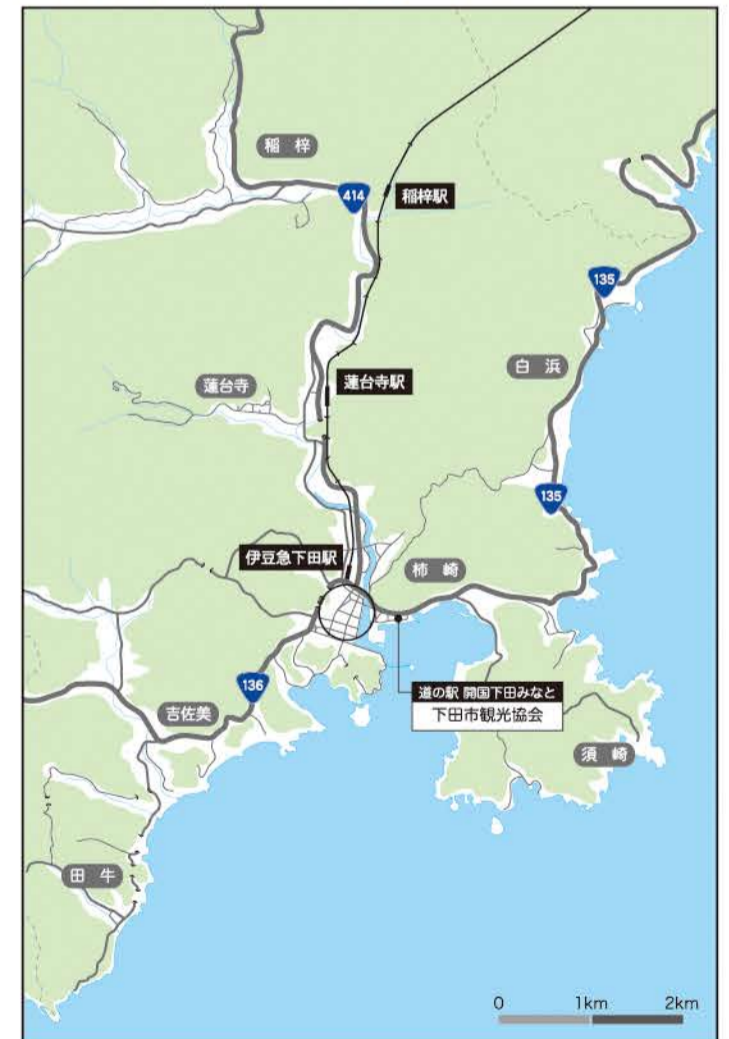 稲 梓
414
稲梓駅
135
白 浜
蓮台寺
蓮台寺駅
135
伊豆急下田駅
柿 崎
136
吉佐美
道の駅 開国下田みなと
下田市観光協会
須 崎
田 牛
0 1km 2km